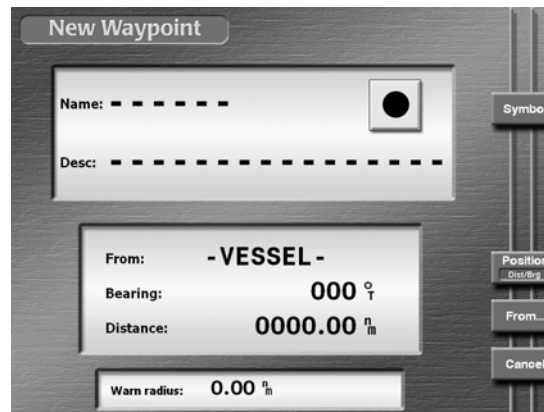 New Waypoint
Name: - - - - - -
Symbo
Desc: - - - - - - - - - - - - - - - - -
From: -VESSEL-
Position
Dist/Brg
Bearing: 000 °T
From...
Distance: 0000.00 nm
Cancel
Warn radius: 0.00 nm